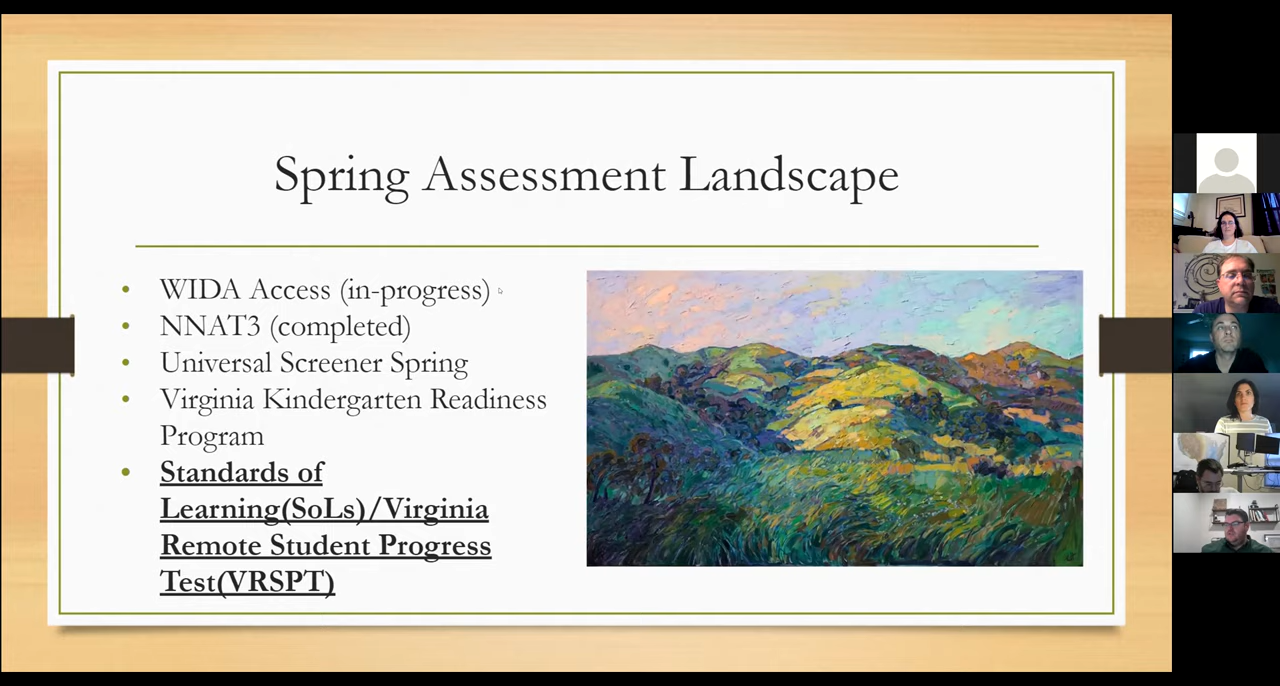 Spring Assessment Landscape
• WIDA Access (in-progress)
• NNAT3 (completed)
• Universal Screener Spring
• Virginia Kindergarten Readiness
Program
• Standards of
Learning(SoLs)/Virginia
Remote Student Progress
Test(VRSPT)